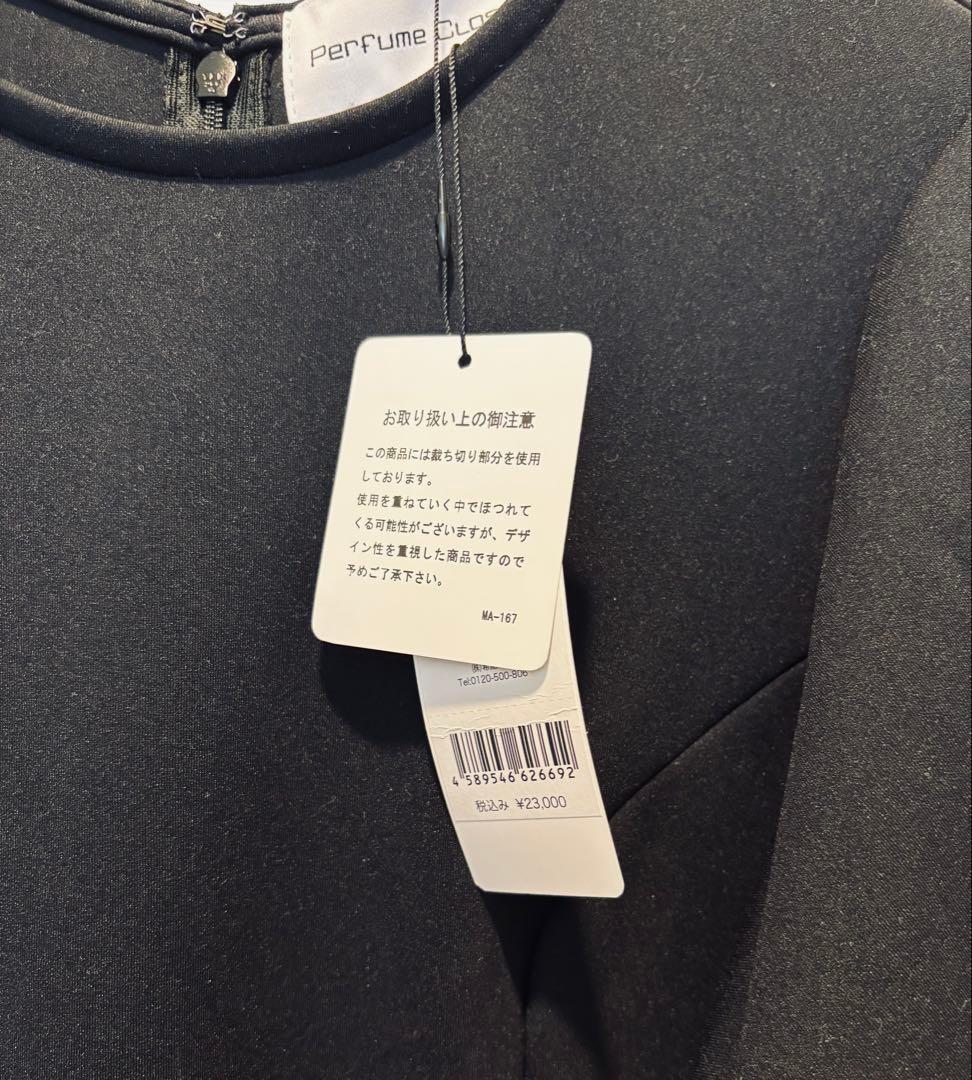 Perfume
お取り扱い上の御注意
この商品には裁ち切り部分を使用
しております。
使用を重ねていく中でほつれて
くる可能性がございますが、デザ
イン性を重視した商品ですので
予めご了承下さい。
MA-167
Tel:0120-500-806
4 589546 626692
税込み ¥23,000